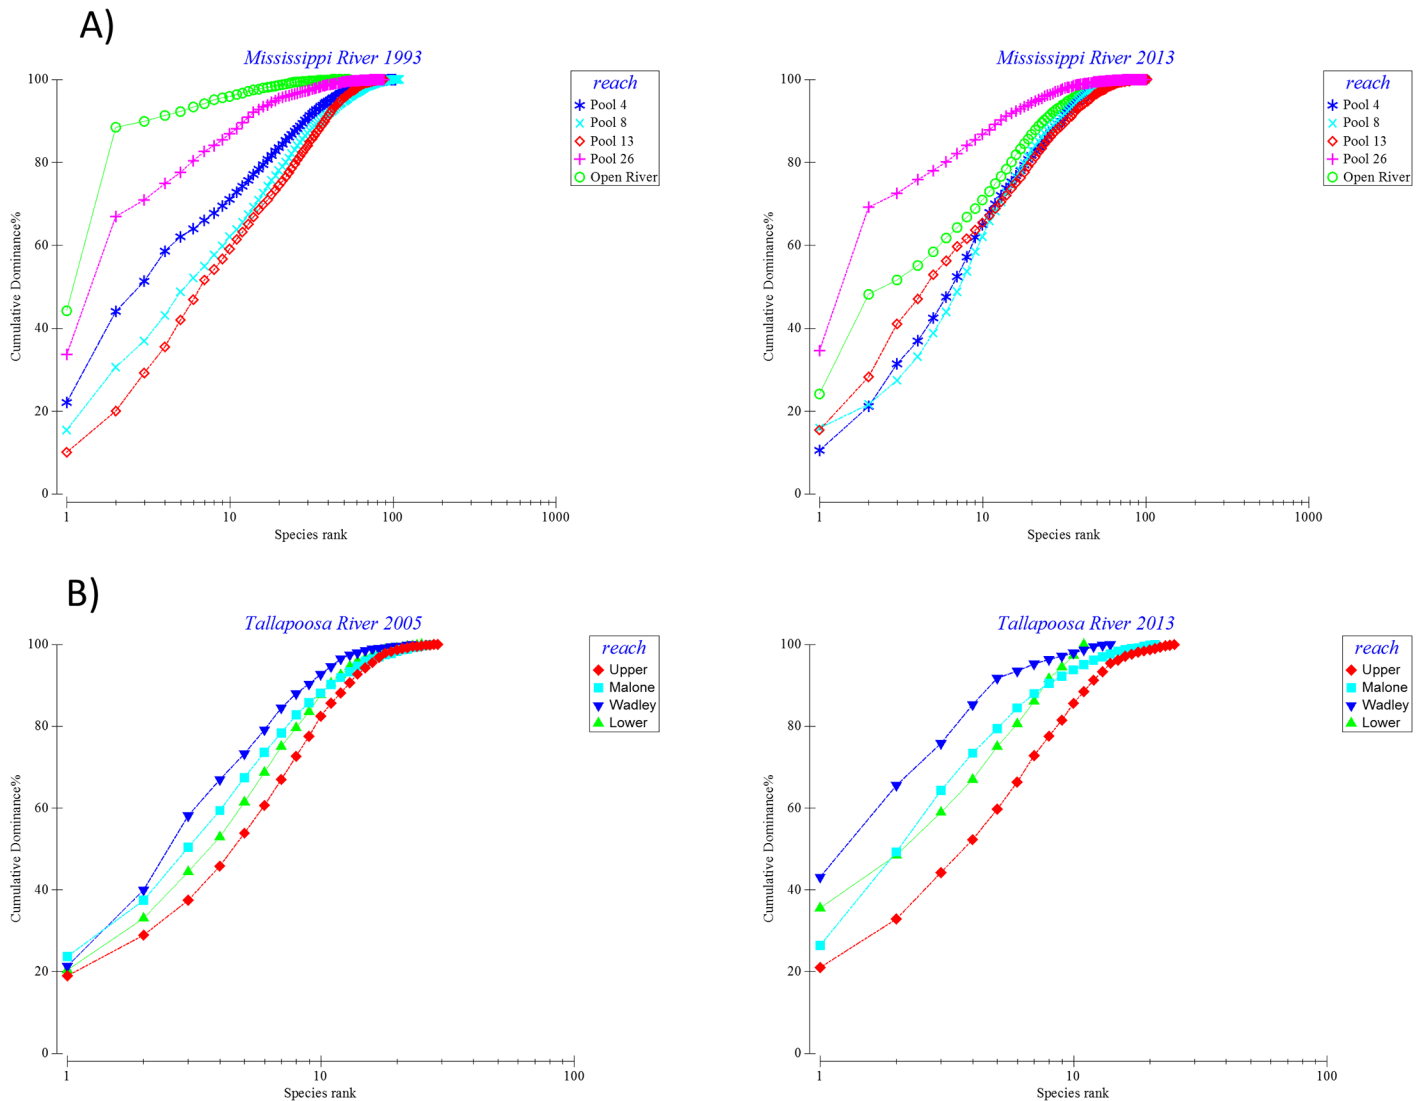 A)
Mississippi River 1993
100
80
60
40
20
0
Cumulative Dominance%
1
10
100
1000
Species rank
reach
Pool 4
Pool 8
Pool 13
Pool 26
Open River
Mississippi River 2013
100
80
60
40
20
0
Cumulative Dominance%
1
10
100
1000
Species rank
reach
Pool 4
Pool 8
Pool 13
Pool 26
Open River
B)
Tallapoosa River 2005
100
80
60
40
20
0
Cumulative Dominance%
1
10
100
Species rank
reach
Upper
Malone
Wadley
Lower
Tallapoosa River 2013
100
80
60
40
20
0
Cumulative Dominance%
1
10
100
Species rank
reach
Upper
Malone
Wadley
Lower